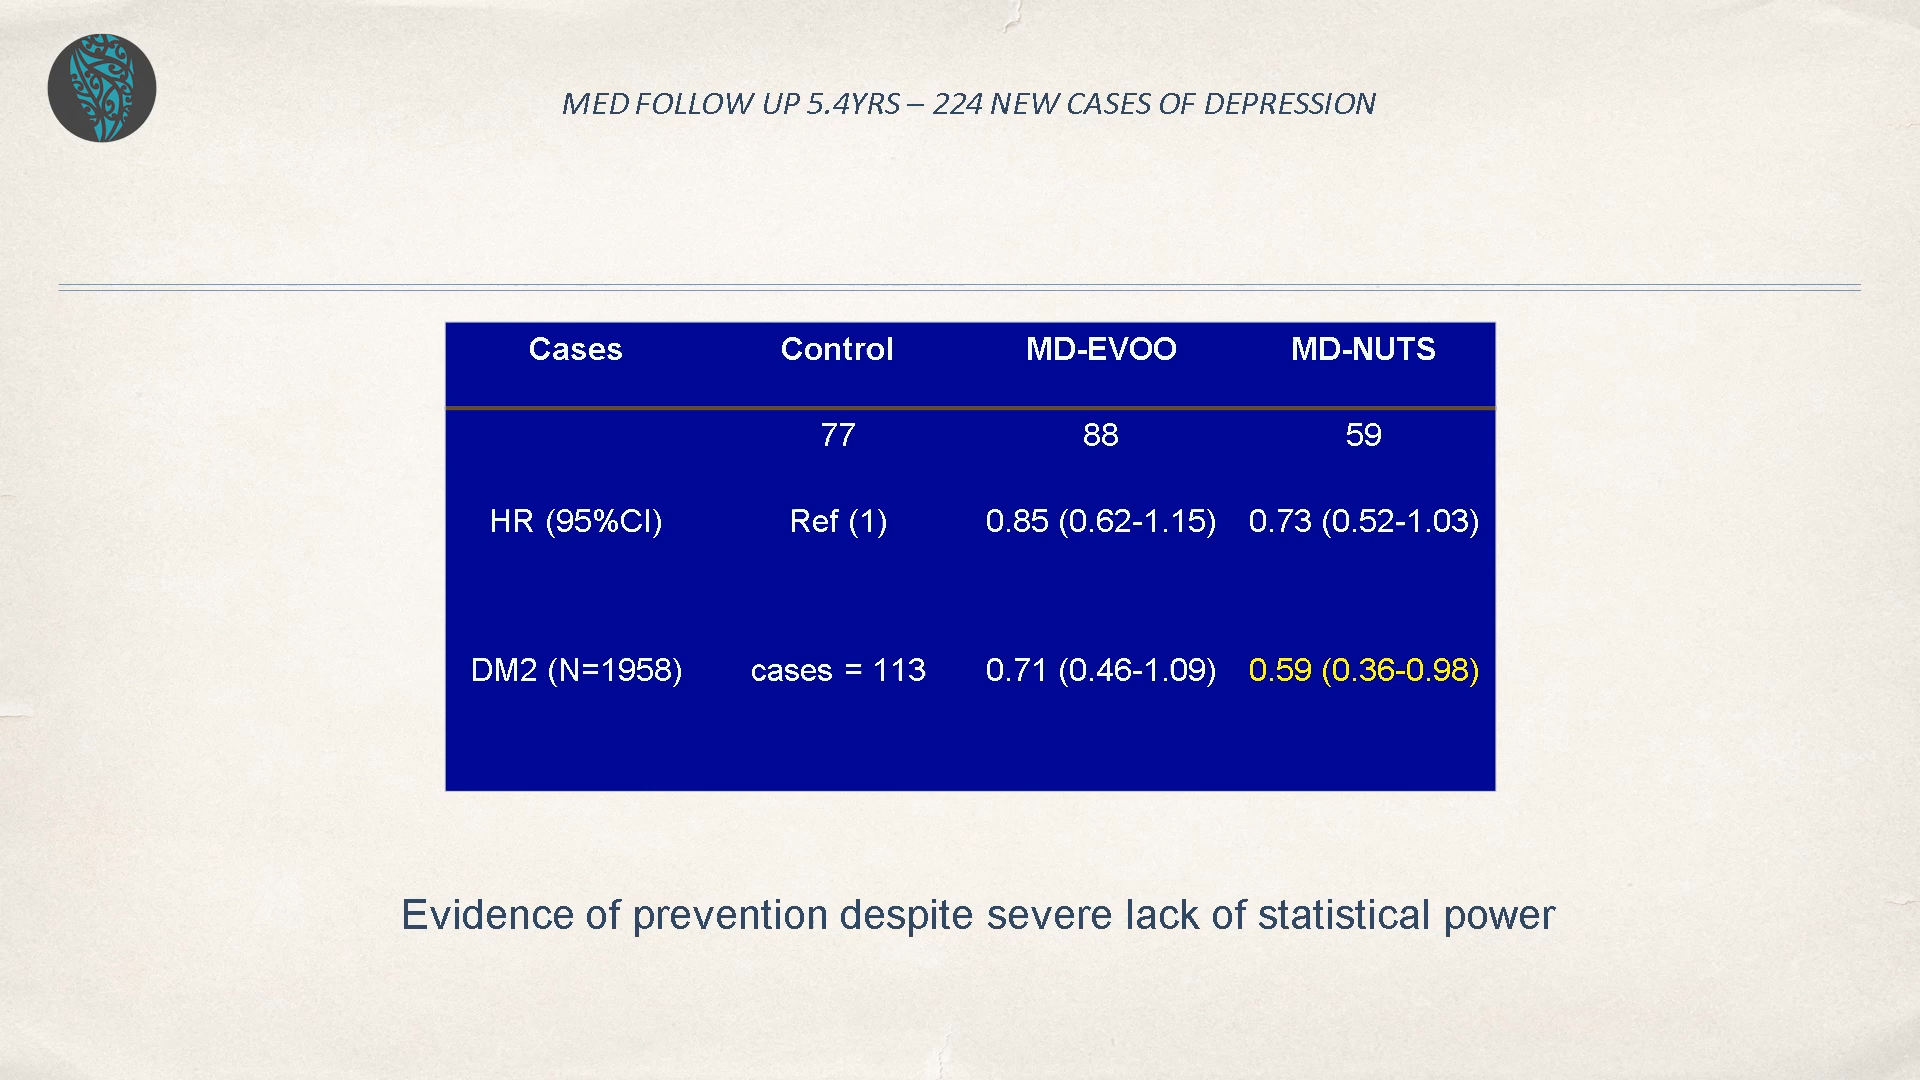 MED FOLLOW UP 5.4YRS – 224 NEW CASES OF DEPRESSION
Cases Control MD-EVOO MD-NUTS
77 88 59
HR (95%CI) Ref (1) 0.85 (0.62-1.15) 0.73 (0.52-1.03)
DM2 (N=1958) cases = 113 0.71 (0.46-1.09) 0.59 (0.36-0.98)
Evidence of prevention despite severe lack of statistical power